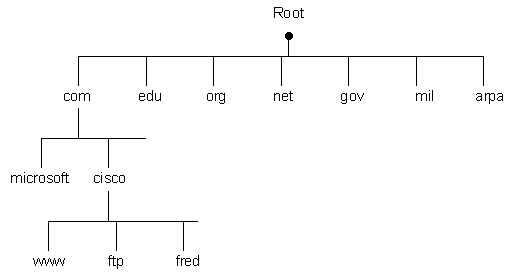 Root
com edu org net gov mil arpa
microsoft cisco
www ftp fred